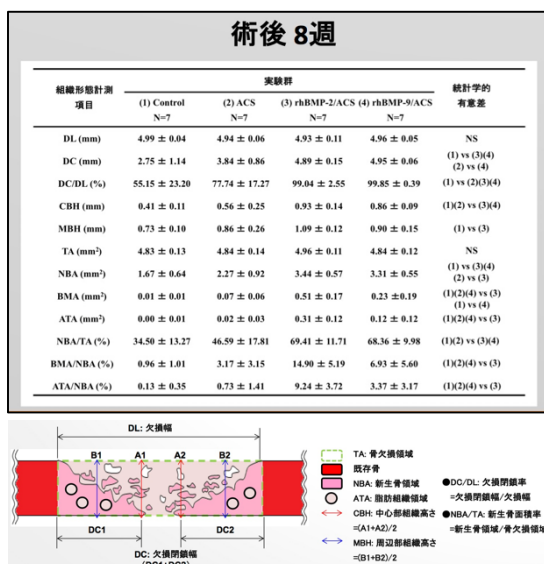 術後 8週
組織形態計測項目 実験群 統計学的有意差
(1) Control (2) ACS (3) rhBMP-2/ACS (4) rhBMP-9/ACS
N=7 N=7 N=7 N=7
DL (mm) 4.99 ± 0.04 4.94 ± 0.06 4.93 ± 0.11 4.96 ± 0.05 NS
DC (mm) 2.75 ± 1.14 3.84 ± 0.86 4.89 ± 0.15 4.95 ± 0.06 (1) vs (3)(4)
(2) vs (4)
DC/DL (%) 55.15 ± 23.20 77.74 ± 17.27 99.04 ± 2.55 99.85 ± 0.39 (1) vs (2)(3)(4)
CBH (mm) 0.41 ± 0.11 0.56 ± 0.25 0.93 ± 0.14 0.86 ± 0.09 (1)(2) vs (3)(4)
MBH (mm) 0.73 ± 0.10 0.86 ± 0.26 1.09 ± 0.12 0.90 ± 0.15 (1) vs (3)
TA (mm²) 4.83 ± 0.13 4.84 ± 0.14 4.96 ± 0.11 4.84 ± 0.12 NS
NBA (mm²) 1.67 ± 0.64 2.27 ± 0.92 3.44 ± 0.57 3.31 ± 0.55 (1) vs (3)(4)
(2) vs (3)
BMA (mm²) 0.01 ± 0.01 0.07 ± 0.06 0.51 ± 0.17 0.23 ±0.19 (1)(2)(4) vs (3)
(1) vs (4)
ATA (mm²) 0.00 ± 0.01 0.02 ± 0.03 0.31 ± 0.12 0.12 ± 0.12 (1)(2)(4) vs (3)
NBA/TA (%) 34.50 ± 13.27 46.59 ± 17.81 69.41 ± 11.71 68.36 ± 9.98 (1)(2) vs (3)(4)
BMA/NBA (%) 0.96 ± 1.01 3.17 ± 3.15 14.90 ± 5.19 6.93 ± 5.60 (1)(2)(4) vs (3)
ATA/NBA (%) 0.13 ± 0.35 0.73 ± 1.41 9.24 ± 3.72 3.37 ± 3.17 (1)(2)(4) vs (3)
DL: 欠損幅
B1 A1 A2 B2
DC1 DC2
DC: 欠損閉鎖幅
TA: 骨欠損領域
既存骨
NBA: 新生骨領域
ATA: 脂肪組織領域
CBH: 中心部組織高さ
=(A1+A2)/2
MBH: 周辺部組織高さ
=(B1+B2)/2
●DC/DL: 欠損閉鎖率
=欠損閉鎖幅/欠損幅
●NBA/TA: 新生骨面積率
=新生骨領域/骨欠損領域